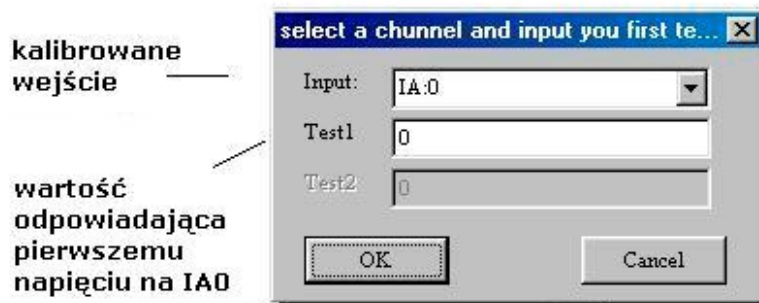 kalibrowane
wejście
wartość
odpowiadająca
pierwszemu
napięciu na IA0
select a chunnel and input you first te...
Input:
IA:0
Test1
0
Test2
0
OK
Cancel